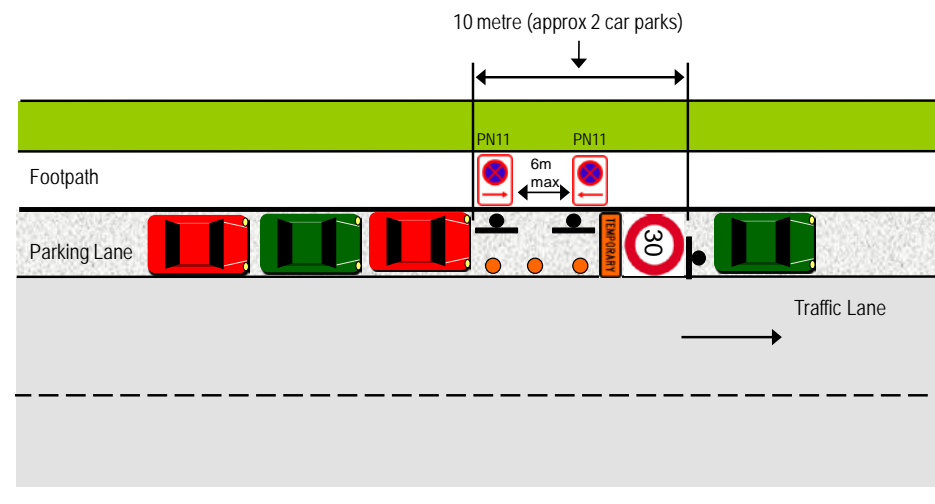 10 metre (approx 2 car parks)
PN11
PN11
6m
max
Footpath
Parking Lane
TEMPORARY
30
Traffic Lane